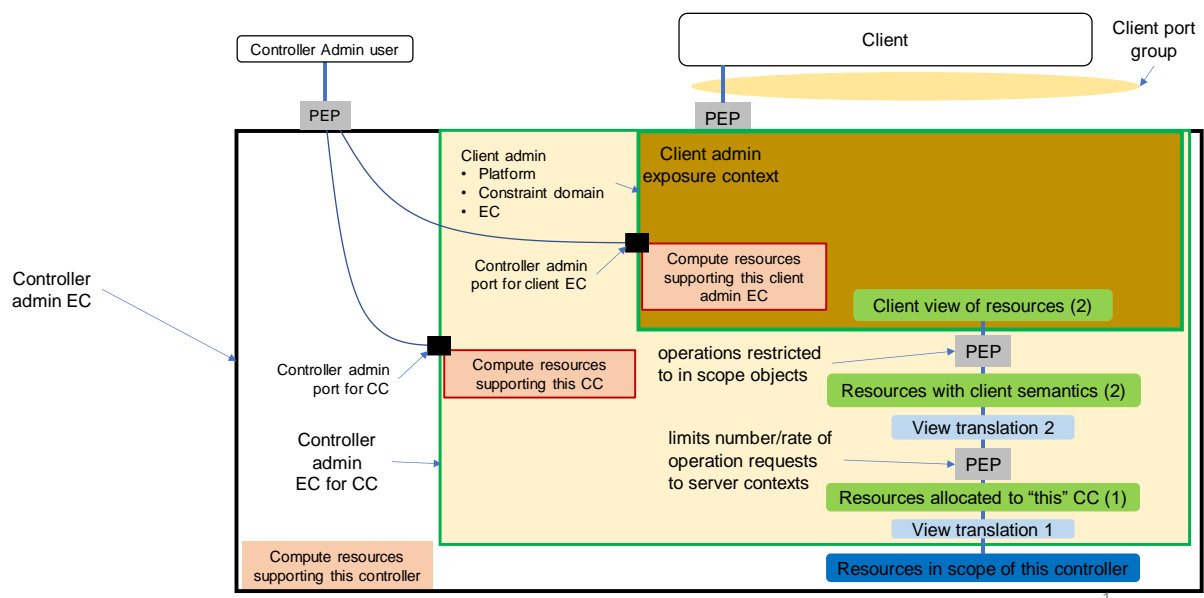 Controller Admin user
Client
Client port
group
PEP
PEP
Client admin
• Platform
• Constraint domain
• EC
Client admin
exposure context
Controller admin
port for client EC
Compute resources
supporting this client
admin EC
Controller
admin EC
Client view of resources (2)
operations restricted
to in scope objects
PEP
Controller admin
port for CC
Compute resources
supporting this CC
Resources with client semantics (2)
View translation 2
Controller
admin
EC for CC
limits number/rate of
operation requests
to server contexts
PEP
Resources allocated to “this” CC (1)
View translation 1
Compute resources
supporting this controller
Resources in scope of this controller
1